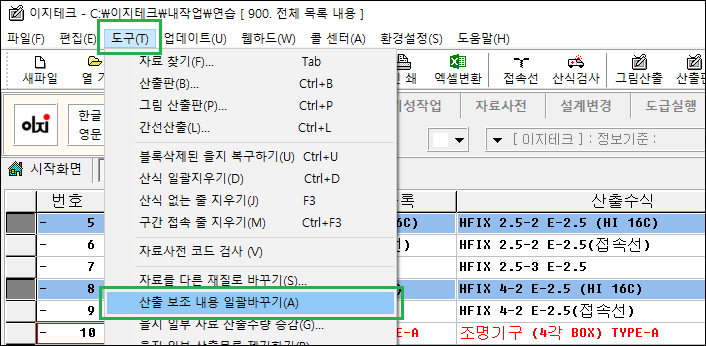 이지테크 - C:₩이지테크₩내작업₩연습 [ 900. 전체 목록 내용 ]
파일(F) 편집(E) 도구(T) 업데이트(U) 웹하드(W) 콜 센터(A) 환경설정(S) 도움말(H)
새파일 열 기 쇄 엑셀변환 접속선 산식검사 그림산출 산출판
자료 찾기(F)... Tab
산출판(B)... Ctrl+B
그림 산출판(P)... Ctrl+P
간선산출(L)... Ctrl+L
블록삭제된 을지 복구하기(U) Ctrl+U
산식 일괄지우기(D) Ctrl+D
산식 없는 줄 지우기(J) F3
구간 접속 줄 지우기(M) Ctrl+F3
자료사전 코드 검사 (V)
자료를 다른 재질로 바꾸기(S)...
산출 보조 내용 일괄바꾸기(A)
을지 일부 자료 산출수량 증감(G)...
이지 한글
영문
성작업 자료사전 설계변경 도급실행
[ 이지테크 ] : 정보기준 :
시작화면
번호 록 산출수식
- 5 6C) HFIX 2.5-2 E-2.5 (HI 16C)
- 6 선) HFIX 2.5-2 E-2.5(접속선)
- 7 HFIX 2.5-3 E-2.5
- 8 ) HFIX 4-2 E-2.5 (HI 16C)
- 9 ) HFIX 4-2 E-2.5(접속선)
- 10 E-A 조명기구 (4각 BOX) TYPE-A